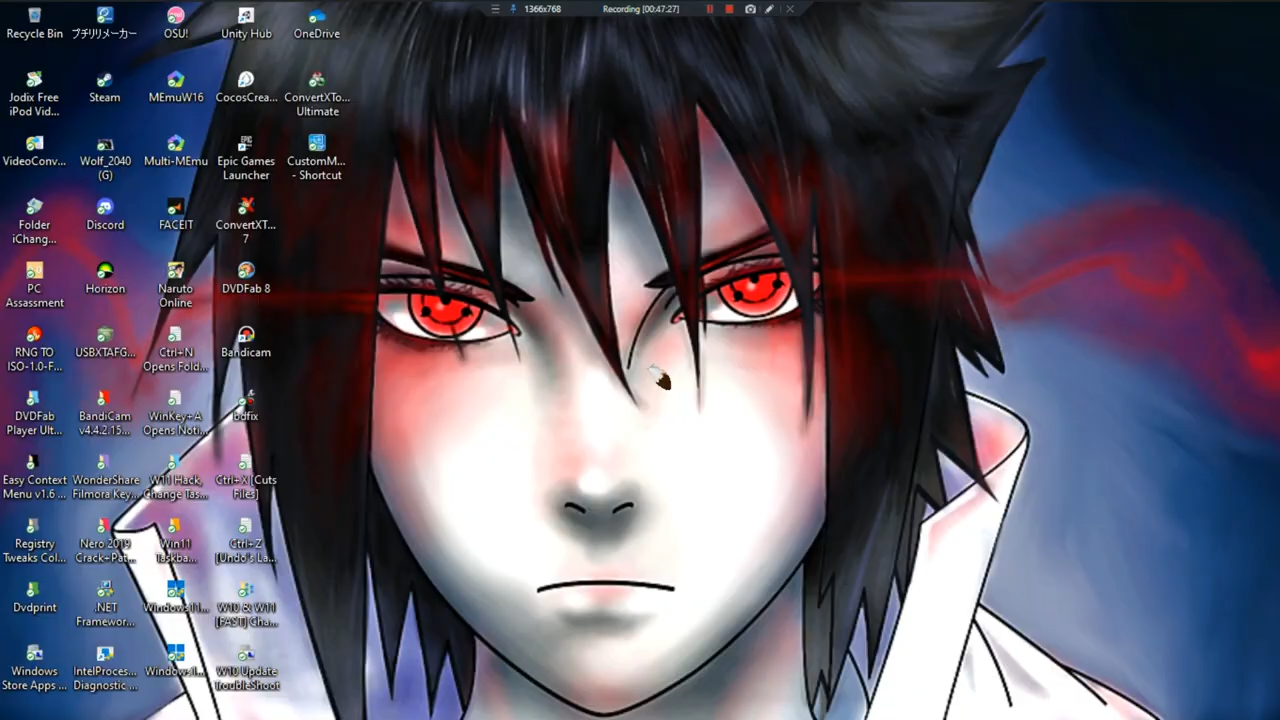 1366x768
Recording [00:47:27]
Recycle Bin
プチリリメーカー
OSU!
Unity Hub
OneDrive
Jodix Free
iPod Vid...
Steam
MEmuW16
CocosCrea...
ConvertXTo...
Ultimate
VideoConv...
Wolf_2040
(G)
Multi-MEmu
Epic Games
Launcher
CustomM...
- Shortcut
Folder
iChang...
Discord
FACEIT
ConvertXT...
7
PC
Assassment
Horizon
Naruto
Online
DVDFab 8
RNG TO
ISO-1.0-F...
USBXTAFG...
Ctrl+N
Opens Fold...
Bandicam
DVDFab
Player Ult...
BandiCam
v4.4.2.15...
WinKey+A
Opens Noti...
bdfix
Easy Context
Menu v1.6 ...
WonderShare
Filmora Key...
W11 Hack,
Change Tas...
Ctrl+X [Cuts
Files]
Registry
Tweaks Col...
Nero 2019
Crack+Pat...
Win11
Taskba...
Ctrl+Z
[Undo's La...
Dvdprint
.NET
Framewor...
Windows11...
W10 & W11
[FAST] Cha...
Windows
Store Apps ...
IntelProces...
Diagnostic ...
W10 Update
TroubleShoot